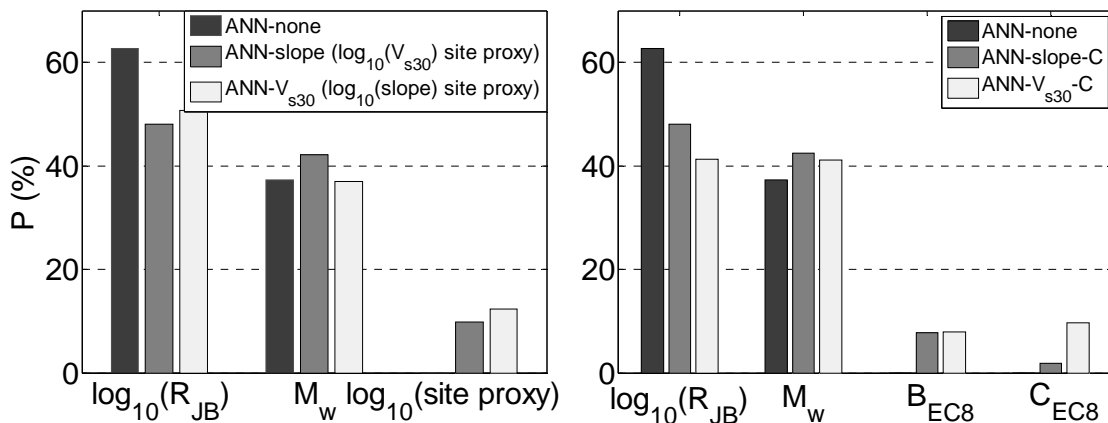 ANN-none
ANN-slope (log10(Vs30) site proxy)
ANN-Vs30 (log10(slope) site proxy)
P (%)
60
40
20
0
log10(RJB) Mw log10(site proxy)
ANN-none
ANN-slope-C
ANN-Vs30-C
60
40
20
0
log10(RJB) Mw BEC8 CEC8